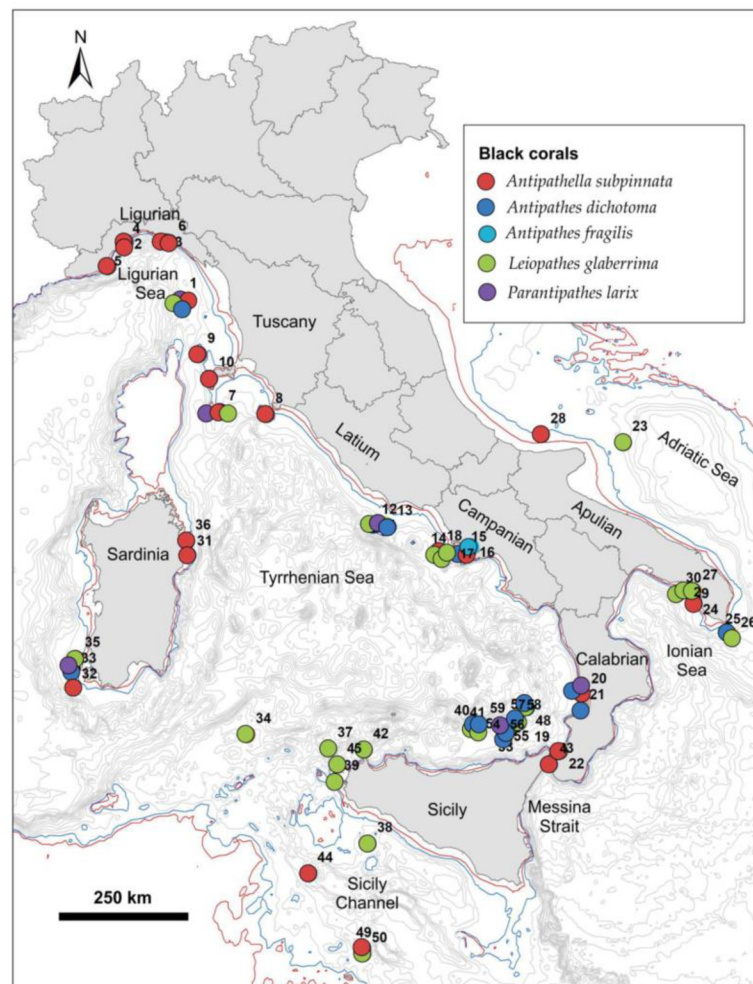 N
Black corals
Antipathella subpinnata
Antipathes dichotoma
Antipathes fragilis
Leiopathes glaberrima
Parantipathes larix
Ligurian
4
6
2
3
5
Ligurian
Sea
1
Tuscany
9
10
7
8
28
23
Adriatic Sea
Latium
12
13
Campanian
Apulian
14
18
15
17
16
36
31
Sardinia
Tyrrhenian Sea
30
27
29
24
25
26
Ionian
Sea
35
33
32
Calabrian
20
21
34
40
41
59
57
58
54
56
48
55
19
53
37
42
45
39
43
22
Sicily
Messina
Strait
38
44
Sicily
Channel
250 km
49
50